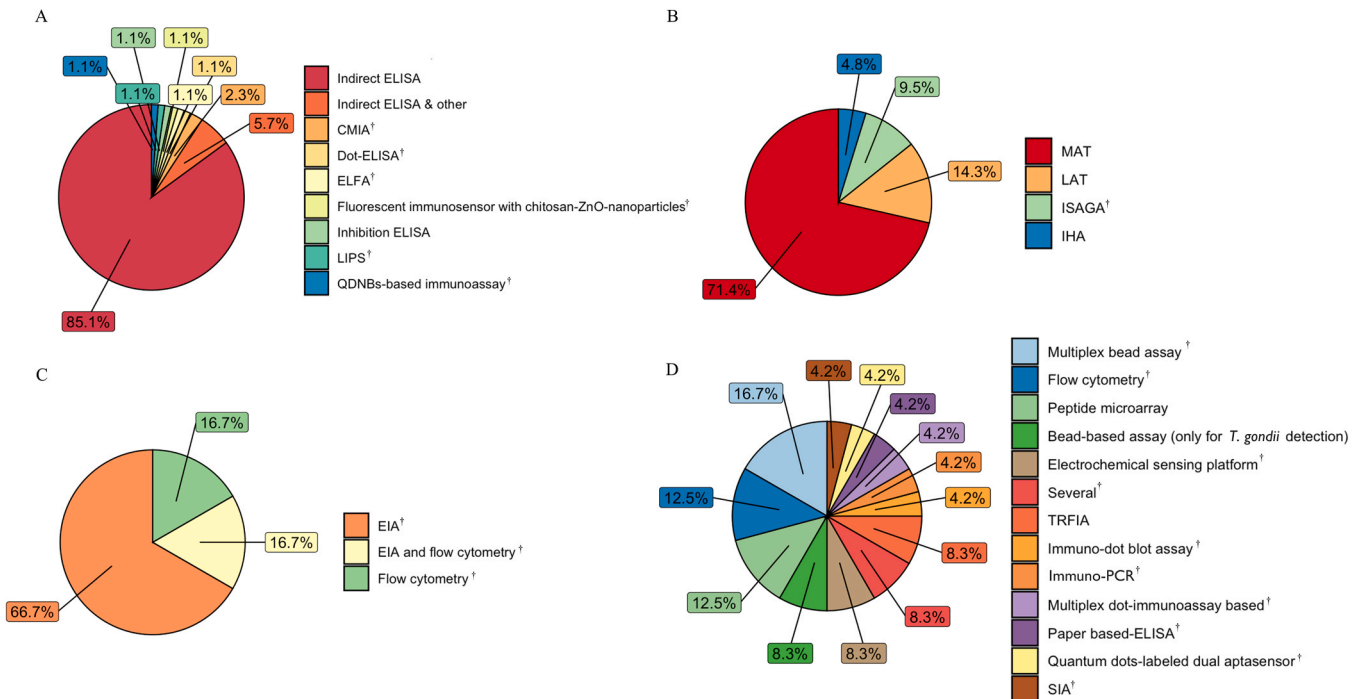 A
1.1%
1.1%
1.1%
1.1%
1.1%
1.1%
2.3%
5.7%
85.1%
Indirect ELISA
Indirect ELISA & other
CMIA†
Dot-ELISA†
ELFA†
Fluorescent immunosensor with chitosan-ZnO-nanoparticles†
Inhibition ELISA
LIPS†
QDNBs-based immunoassay†
B
4.8%
9.5%
14.3%
71.4%
MAT
LAT
ISAGA†
IHA
C
16.7%
16.7%
66.7%
EIA†
EIA and flow cytometry†
Flow cytometry†
D
4.2%
4.2%
16.7%
4.2%
4.2%
4.2%
12.5%
4.2%
8.3%
12.5%
8.3%
8.3%
8.3%
Multiplex bead assay†
Flow cytometry†
Peptide microarray
Bead-based assay (only for T. gondii detection)
Electrochemical sensing platform†
Several†
TRFIA
Immuno-dot blot assay†
Immuno-PCR†
Multiplex dot-immunoassay based†
Paper based-ELISA†
Quantum dots-labeled dual aptasensor†
SIA†